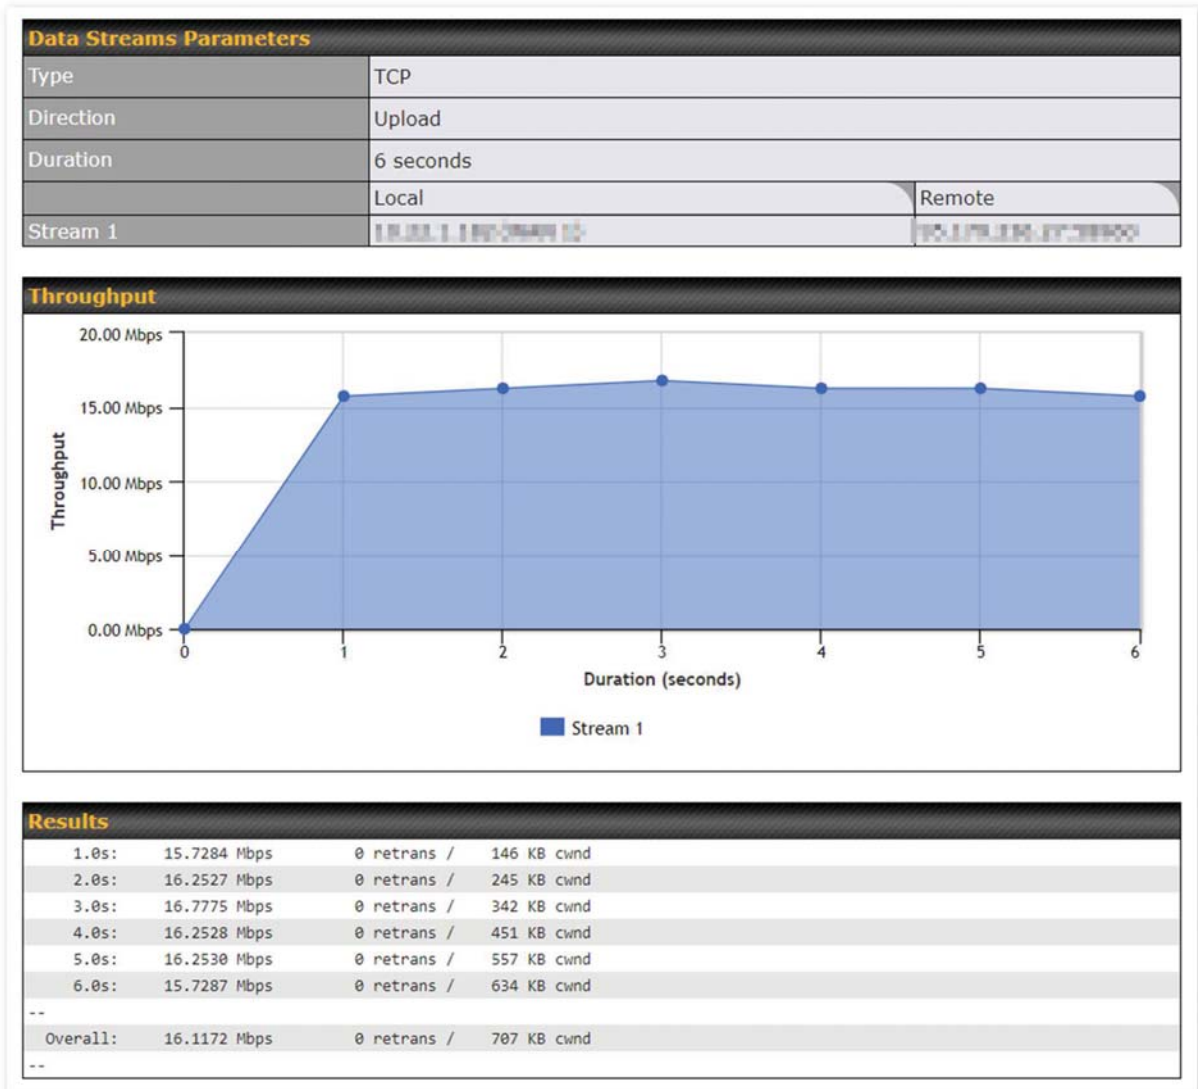 Data Streams Parameters
Type TCP
Direction Upload
Duration 6 seconds
Local Remote
Stream 1
Throughput
20.00 Mbps
15.00 Mbps
10.00 Mbps
5.00 Mbps
0.00 Mbps
Throughput
0 1 2 3 4 5 6
Duration (seconds)
Stream 1
Results
1.0s: 15.7284 Mbps 0 retrans / 146 KB cwnd
2.0s: 16.2527 Mbps 0 retrans / 245 KB cwnd
3.0s: 16.7775 Mbps 0 retrans / 342 KB cwnd
4.0s: 16.2528 Mbps 0 retrans / 451 KB cwnd
5.0s: 16.2530 Mbps 0 retrans / 557 KB cwnd
6.0s: 15.7287 Mbps 0 retrans / 634 KB cwnd
--
Overall: 16.1172 Mbps 0 retrans / 707 KB cwnd
--